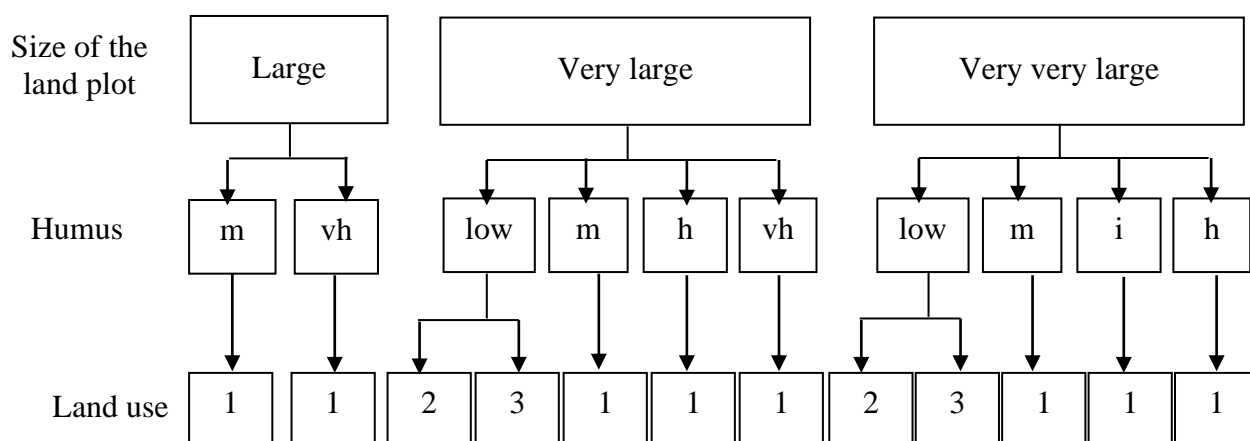 Size of the
land plot
Large
Very large
Very very large
Humus
m
vh
low
m
h
vh
low
m
i
h
Land use
1
1
2
3
1
1
1
2
3
1
1
1